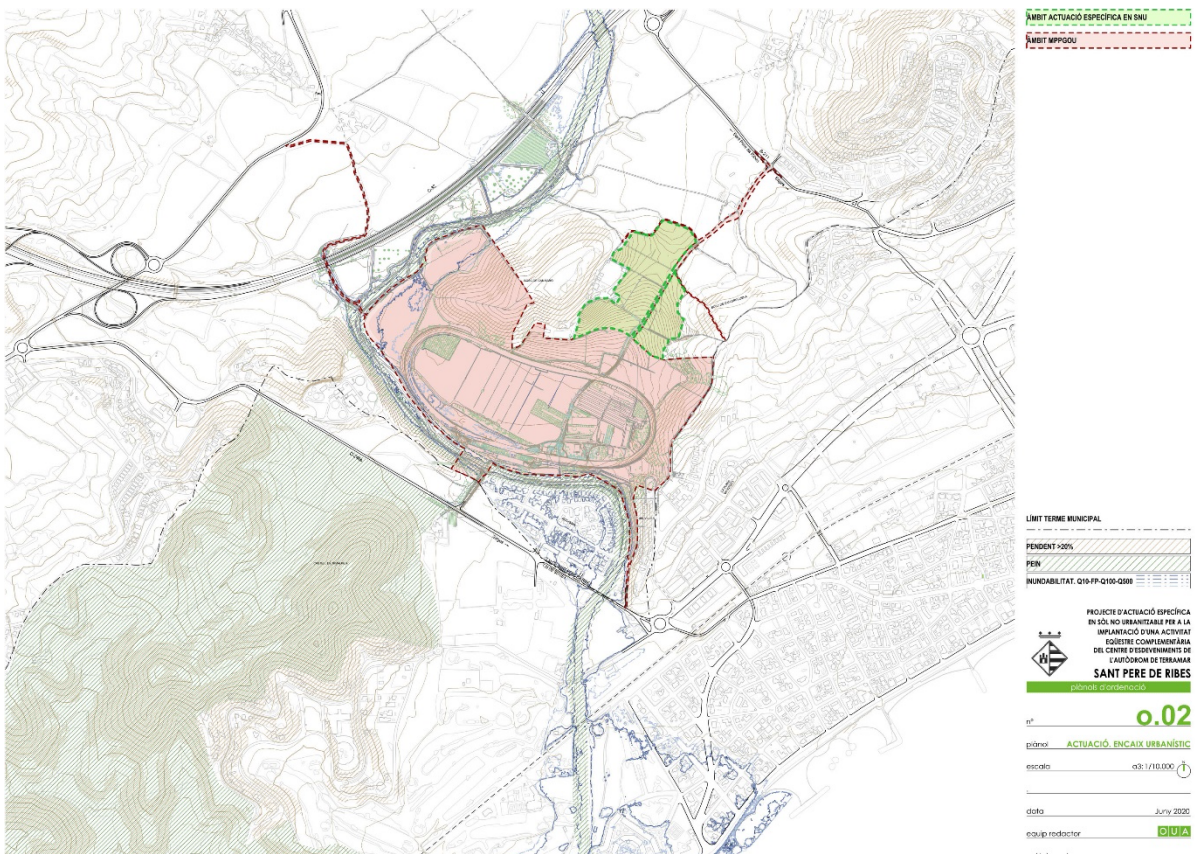 ÀMBIT ACTUACIÓ ESPECÍFICA EN SNU
ÀMBIT MPPGOU
LÍMIT TERME MUNICIPAL
PENDENT >20%
PEIN
INUNDABILITAT. Q10-FP-Q100-Q500
PROJECTE D'ACTUACIÓ ESPECÍFICA
EN SÒL NO URBANITZABLE PER A LA
IMPLANTACIÓ D'UNA ACTIVITAT
EQÜESTRE COMPLEMENTÀRIA
DEL CENTRE D'ESDEVENIMENTS DE
L'AUTÒDROM DE TERRAMAR
SANT PERE DE RIBES
plànols d'ordenació
nº o.02
plànol ACTUACIÓ. ENCAIX URBANÍSTIC
escala a3: 1/10.000
data Juny 2020
equip redactor OUA